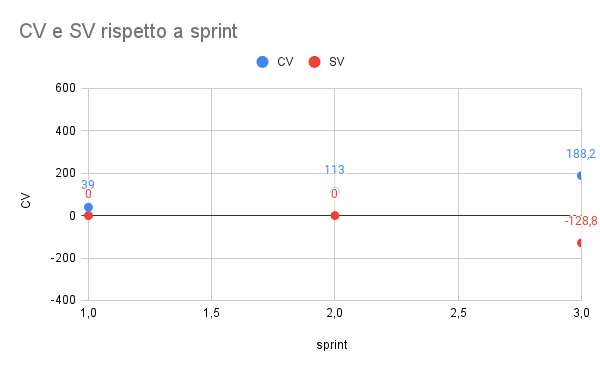 CV e SV rispetto a sprint
CV SV
600
400
200
0
-200
-400
CV
39
0
113
0
188,2
-128,8
1,0 1,5 2,0 2,5 3,0
sprint